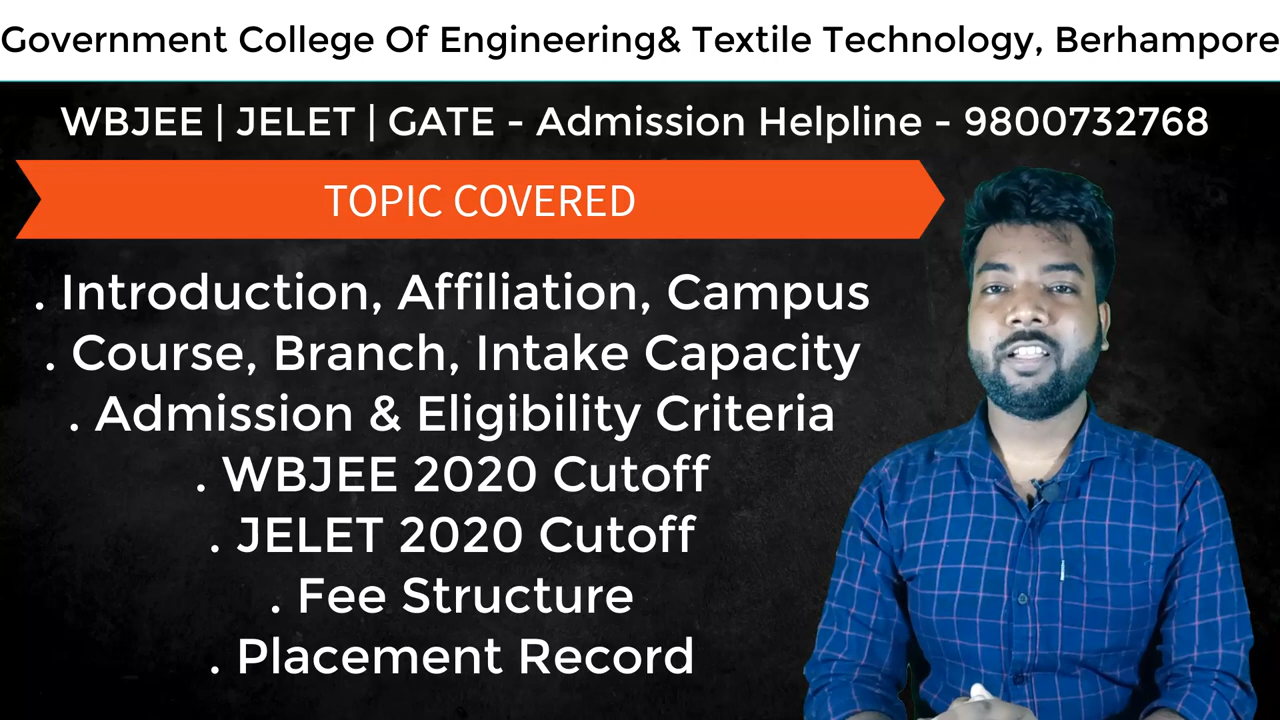 Government College Of Engineering& Textile Technology, Berhampore
WBJEE | JELET | GATE - Admission Helpline - 9800732768
TOPIC COVERED
. Introduction, Affiliation, Campus
. Course, Branch, Intake Capacity
. Admission & Eligibility Criteria
. WBJEE 2020 Cutoff
. JELET 2020 Cutoff
. Fee Structure
. Placement Record